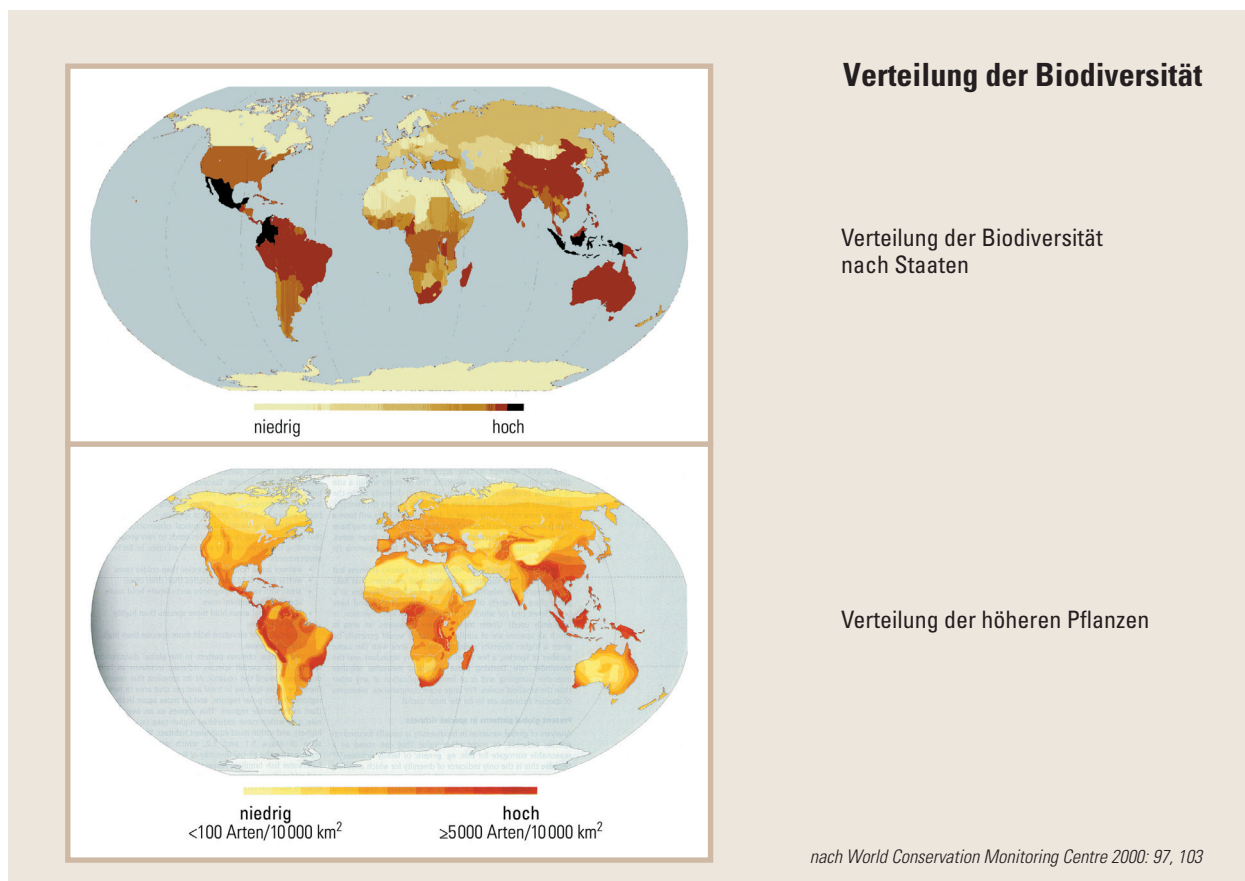 Verteilung der Biodiversität
Verteilung der Biodiversität
nach Staaten
niedrig hoch
Verteilung der höheren Pflanzen
niedrig hoch
<100 Arten/10 000 km² ≥5000 Arten/10 000 km²
nach World Conservation Monitoring Centre 2000: 97, 103